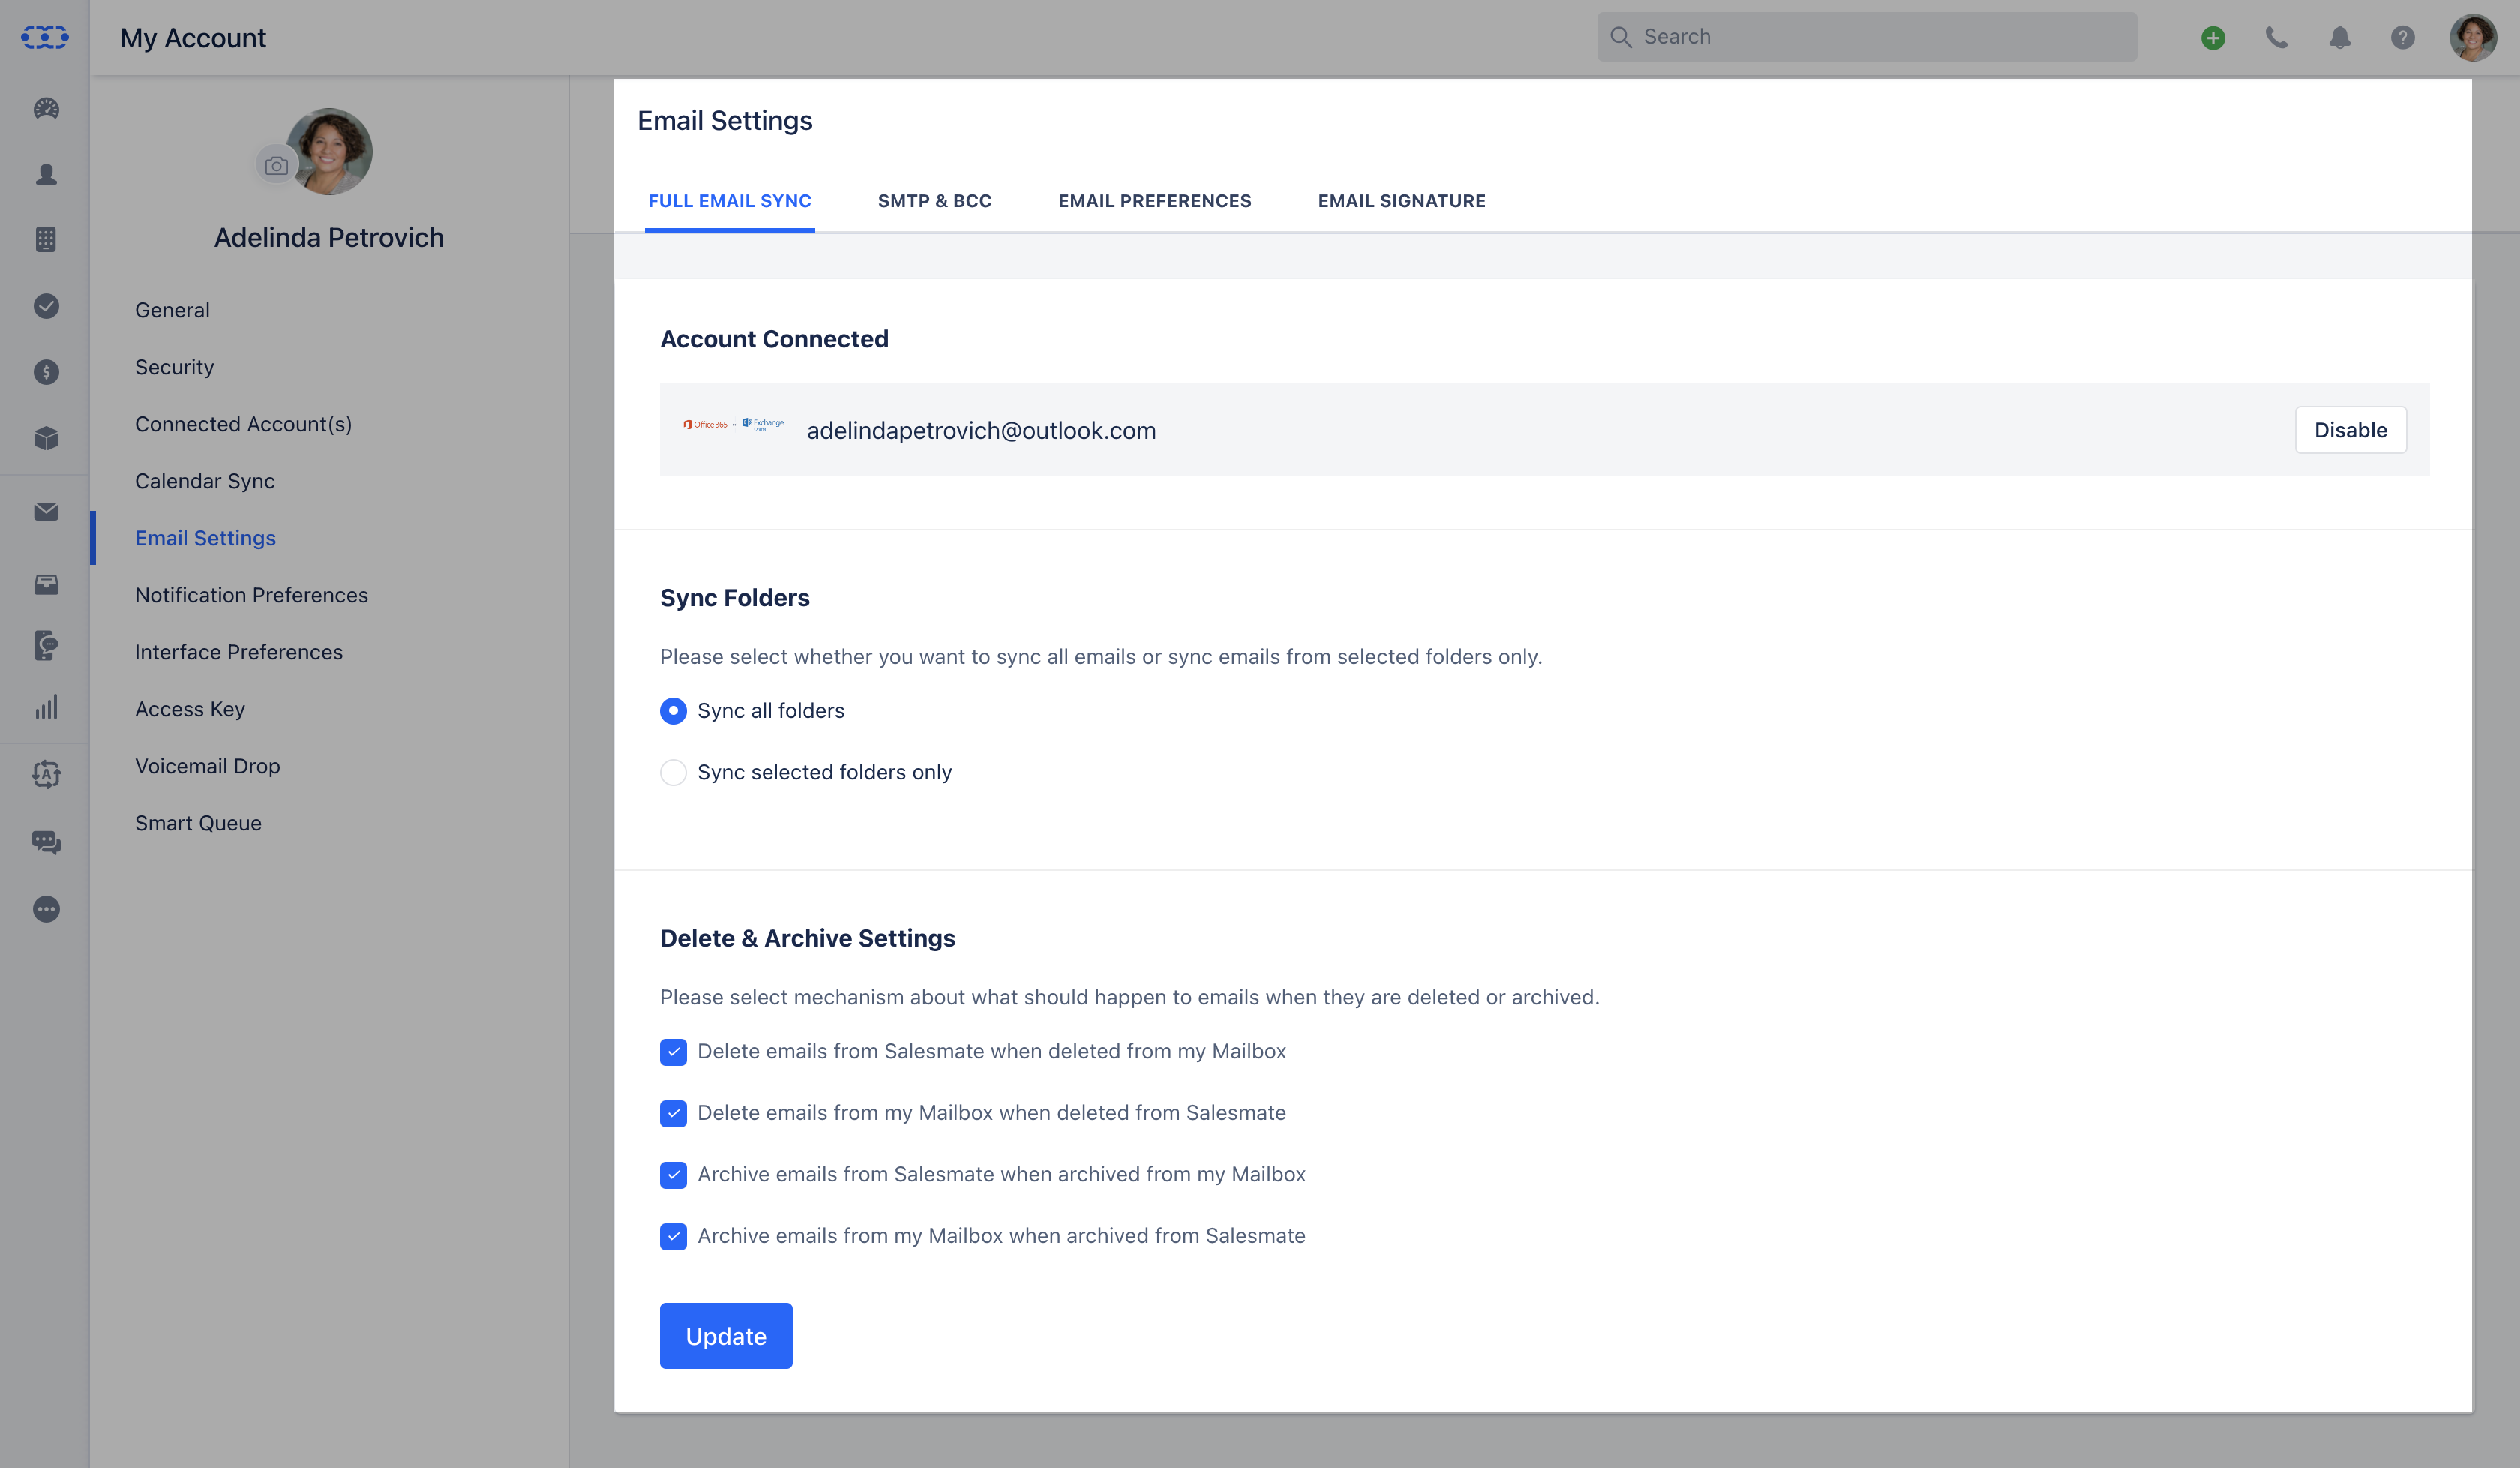 My Account
Search
Adelinda Petrovich
General
Security
Connected Account(s)
Calendar Sync
Email Settings
Notification Preferences
Interface Preferences
Access Key
Voicemail Drop
Smart Queue
Email Settings
FULL EMAIL SYNC SMTP & BCC EMAIL PREFERENCES EMAIL SIGNATURE
Account Connected
Office 365 Exchange Online adelindapetrovich@outlook.com Disable
Sync Folders
Please select whether you want to sync all emails or sync emails from selected folders only.
Sync all folders
Sync selected folders only
Delete & Archive Settings
Please select mechanism about what should happen to emails when they are deleted or archived.
Delete emails from Salesmate when deleted from my Mailbox
Delete emails from my Mailbox when deleted from Salesmate
Archive emails from Salesmate when archived from my Mailbox
Archive emails from my Mailbox when archived from Salesmate
Update